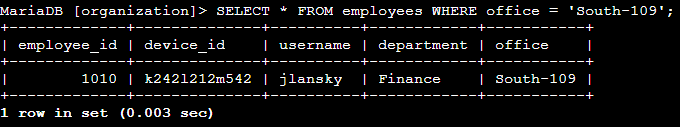 MariaDB [organization]> SELECT * FROM employees WHERE office = 'South-109';
+-------------+--------------+----------+------------+-----------+
| employee_id | device_id    | username | department | office    |
+-------------+--------------+----------+------------+-----------+
|        1010 | k242l212m542 | jlansky  | Finance    | South-109 |
+-------------+--------------+----------+------------+-----------+
1 row in set (0.003 sec)